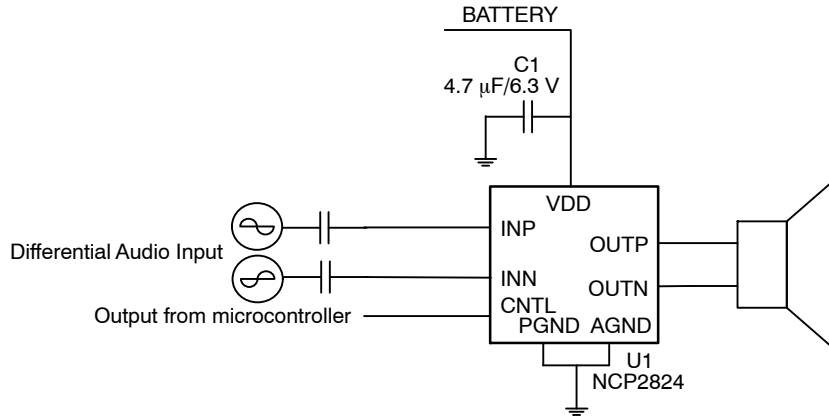 BATTERY
C1
4.7 μF/6.3 V
VDD
INP
OUTP
Differential Audio Input
INN
OUTN
CNTL
Output from microcontroller
PGND AGND
U1
NCP2824